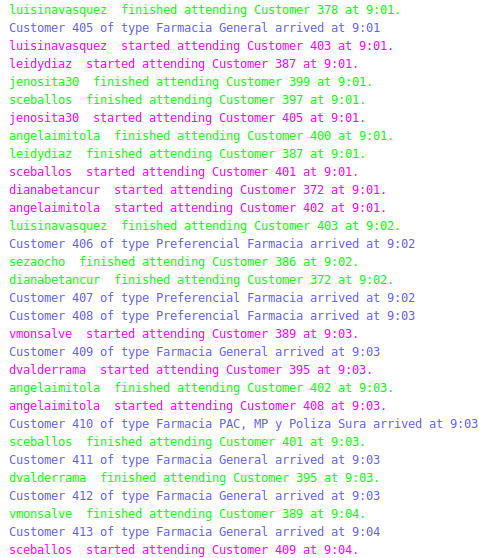 luisinavasquez  finished attending Customer 378 at 9:01.
Customer 405 of type Farmacia General arrived at 9:01
luisinavasquez  started attending Customer 403 at 9:01.
leidydiaz  started attending Customer 387 at 9:01.
jenosita30  finished attending Customer 399 at 9:01.
sceballos  finished attending Customer 397 at 9:01.
jenosita30  started attending Customer 405 at 9:01.
angelaimitola  finished attending Customer 400 at 9:01.
leidydiaz  finished attending Customer 387 at 9:01.
sceballos  started attending Customer 401 at 9:01.
dianabetancur  started attending Customer 372 at 9:01.
angelaimitola  started attending Customer 402 at 9:01.
luisinavasquez  finished attending Customer 403 at 9:02.
Customer 406 of type Preferencial Farmacia arrived at 9:02
sezaocho  finished attending Customer 386 at 9:02.
dianabetancur  finished attending Customer 372 at 9:02.
Customer 407 of type Preferencial Farmacia arrived at 9:02
Customer 408 of type Preferencial Farmacia arrived at 9:03
vmonsalve  started attending Customer 389 at 9:03.
Customer 409 of type Farmacia General arrived at 9:03
dvalderrama  started attending Customer 395 at 9:03.
angelaimitola  finished attending Customer 402 at 9:03.
angelaimitola  started attending Customer 408 at 9:03.
Customer 410 of type Farmacia PAC, MP y Poliza Sura arrived at 9:03
sceballos  finished attending Customer 401 at 9:03.
Customer 411 of type Farmacia General arrived at 9:03
dvalderrama  finished attending Customer 395 at 9:03.
Customer 412 of type Farmacia General arrived at 9:03
vmonsalve  finished attending Customer 389 at 9:04.
Customer 413 of type Farmacia General arrived at 9:04
sceballos  started attending Customer 409 at 9:04.